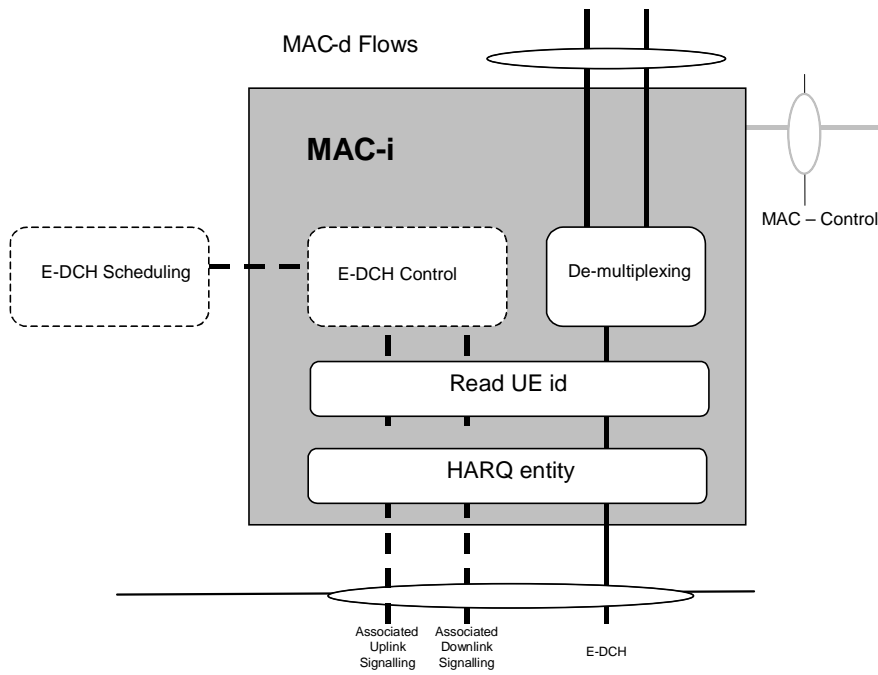 MAC-d Flows
MAC-i
MAC – Control
E-DCH Scheduling
E-DCH Control
De-multiplexing
Read UE id
HARQ entity
Associated
Uplink
Signalling
Associated
Downlink
Signalling
E-DCH